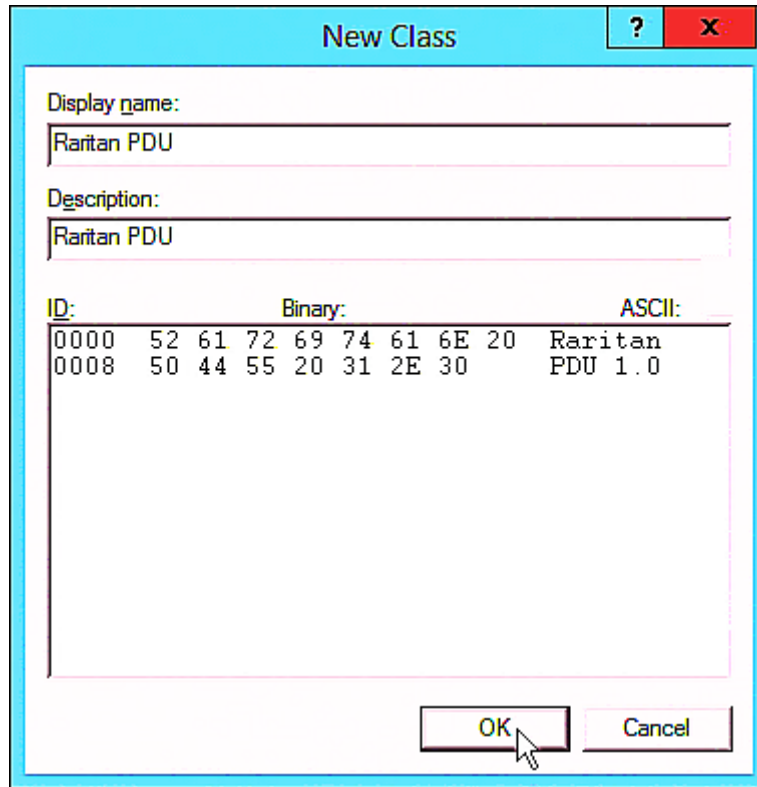 New Class
?
x
Display name:
Raritan PDU
Description:
Raritan PDU
ID: Binary: ASCII:
0000 52 61 72 69 74 61 6E 20 Raritan
0008 50 44 55 20 31 2E 30 PDU 1.0
OK Cancel